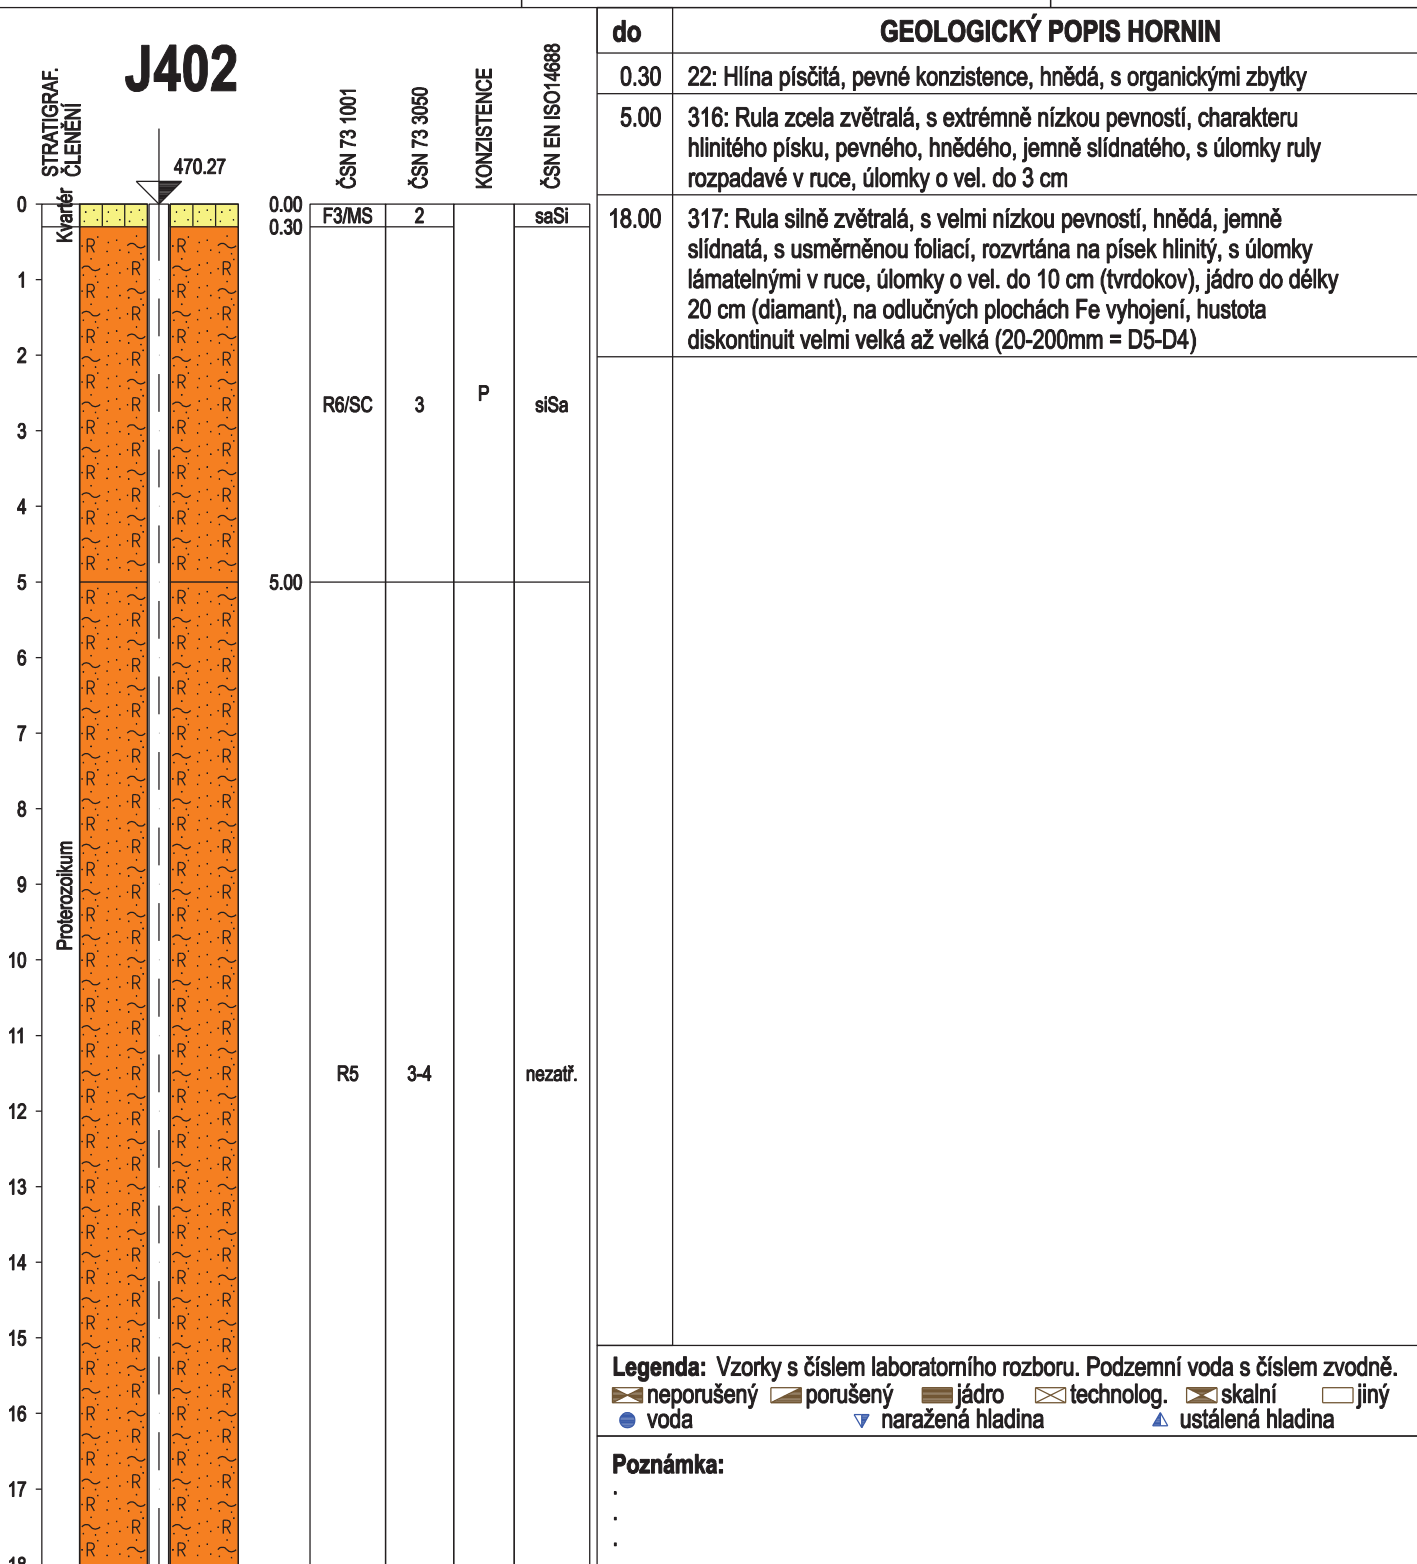 J402
470.27
STRATIGRAF.
ČLENĚNÍ
ČSN 73 1001
ČSN 73 3050
KONZISTENCE
ČSN EN ISO14688
Kvartér
Proterozoikum
0
1
2
3
4
5
6
7
8
9
10
11
12
13
14
15
16
17
18
0.00
0.30
5.00
F3/MS 2 saSi
R6/SC 3 P siSa
R5 3-4 nezatř.
do GEOLOGICKÝ POPIS HORNIN
0.30 22: Hlína písčitá, pevné konzistence, hnědá, s organickými zbytky
5.00 316: Rula zcela zvětralá, s extrémně nízkou pevností, charakteru
hlinitého písku, pevného, hnědého, jemně slídnatého, s úlomky ruly
rozpadavé v ruce, úlomky o vel. do 3 cm
18.00 317: Rula silně zvětralá, s velmi nízkou pevností, hnědá, jemně
slídnatá, s usměrněnou foliací, rozvrtána na písek hlinitý, s úlomky
lámatelnými v ruce, úlomky o vel. do 10 cm (tvrdokov), jádro do délky
20 cm (diamant), na odlučných plochách Fe vyhojení, hustota
diskontinuit velmi velká až velká (20-200mm = D5-D4)
Legenda: Vzorky s číslem laboratorního rozboru. Podzemní voda s číslem zvodně.
neporušený porušený jádro technolog. skalní jiný
voda naražená hladina ustálená hladina
Poznámka:
.
.
.